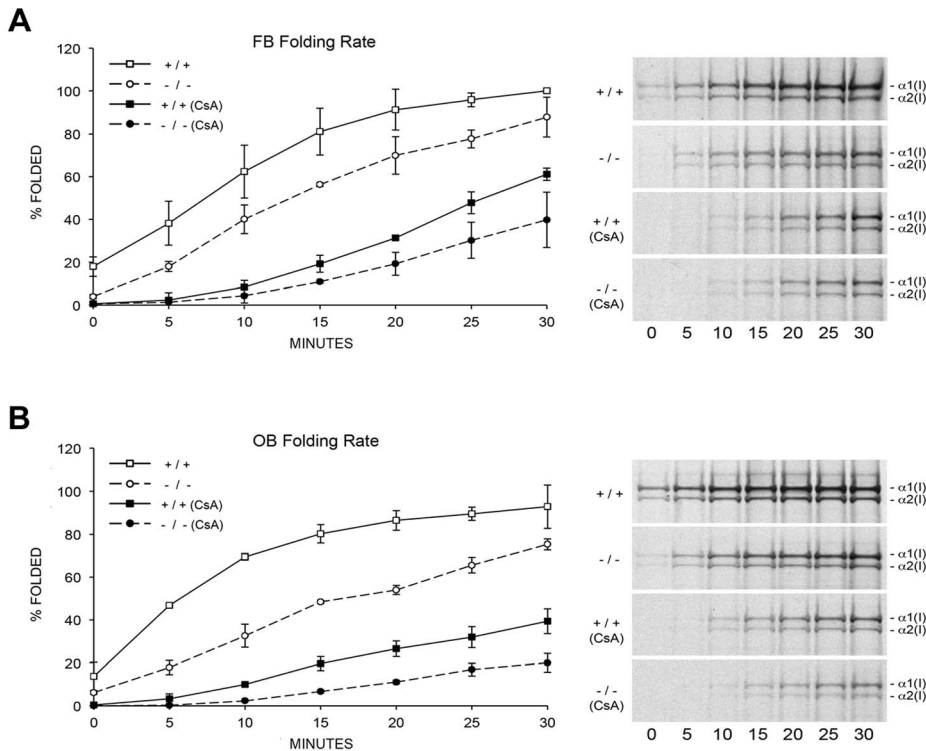 A
FB Folding Rate
120
100
80
60
40
20
0
% FOLDED
+ / +
- / -
+ / + (CsA)
- / - (CsA)
0 5 10 15 20 25 30
MINUTES
+ / +
- α1(I)
- α2(I)
- / -
- α1(I)
- α2(I)
+ / +
(CsA)
- α1(I)
- α2(I)
- / -
(CsA)
- α1(I)
- α2(I)
0 5 10 15 20 25 30
B
OB Folding Rate
120
100
80
60
40
20
0
% FOLDED
+ / +
- / -
+ / + (CsA)
- / - (CsA)
0 5 10 15 20 25 30
MINUTES
+ / +
- α1(I)
- α2(I)
- / -
- α1(I)
- α2(I)
+ / +
(CsA)
- α1(I)
- α2(I)
- / -
(CsA)
- α1(I)
- α2(I)
0 5 10 15 20 25 30